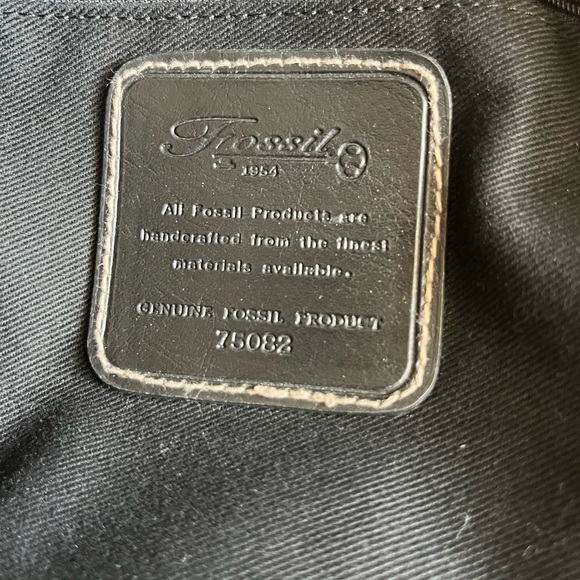 Fossil
1954
All Fossil Products are
handcrafted from the finest
materials available.
GENUINE FOSSIL PRODUCT
75082